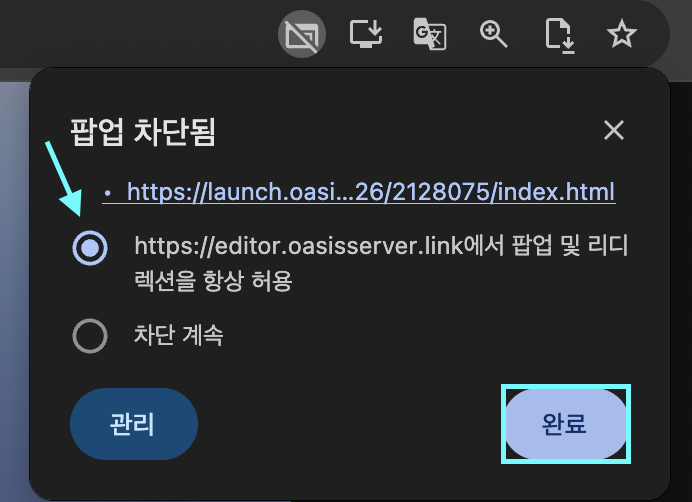 팝업 차단됨
• https://launch.oasi...26/2128075/index.html
https://editor.oasisserver.link에서 팝업 및 리디
렉션을 항상 허용
차단 계속
관리
완료